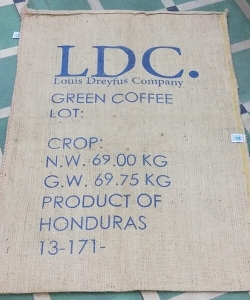 LDC.
Louis Dreyfus Company
GREEN COFFEE
LOT:
CROP:
N.W. 69.00 KG
G.W. 69.75 KG
PRODUCT OF
HONDURAS
13-171-